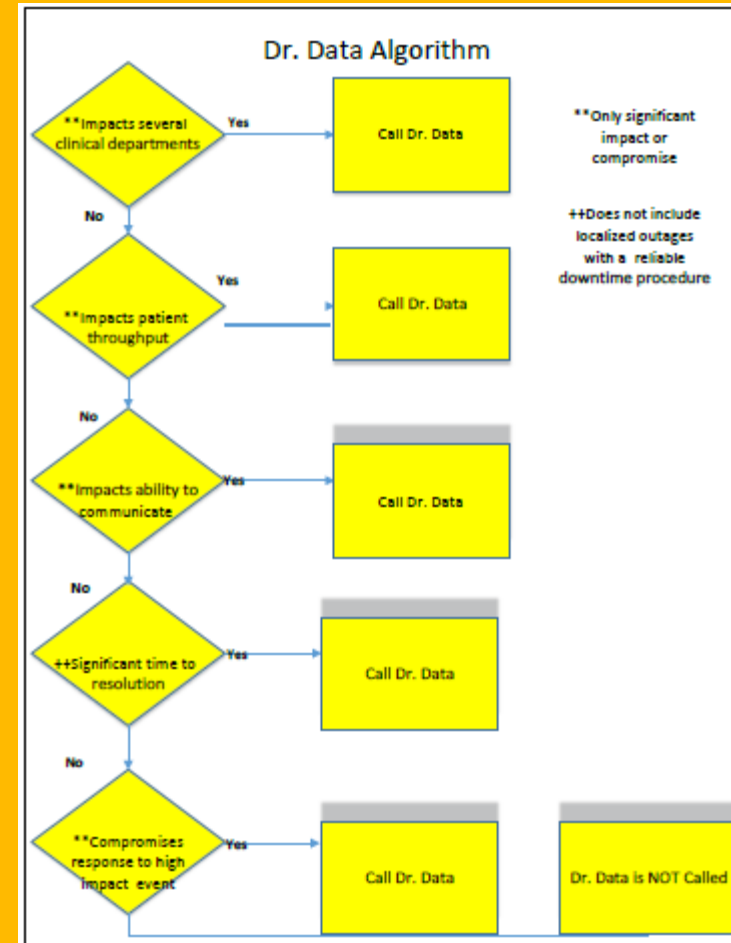 Dr. Data Algorithm
**Impacts several
clinical departments
Yes
Call Dr. Data
**Only significant
impact or
compromise
++Does not include
localized outages
with a reliable
downtime procedure
No
**Impacts patient
throughput
Yes
Call Dr. Data
No
**Impacts ability to
communicate
Yes
Call Dr. Data
No
++Significant time to
resolution
Yes
Call Dr. Data
No
**Compromises
response to high
impact event
Yes
Call Dr. Data
Dr. Data is NOT Called